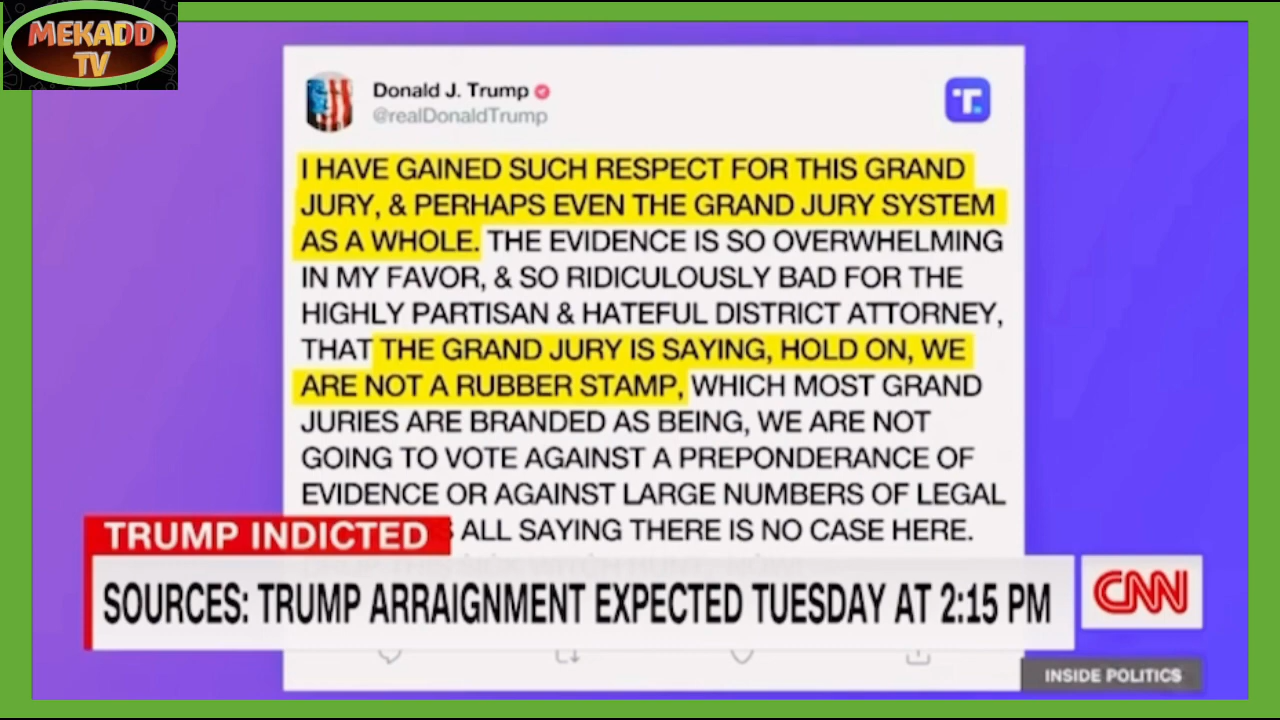 MEKADD
TV
Donald J. Trump
@realDonaldTrump
T.
I HAVE GAINED SUCH RESPECT FOR THIS GRAND
JURY, & PERHAPS EVEN THE GRAND JURY SYSTEM
AS A WHOLE. THE EVIDENCE IS SO OVERWHELMING
IN MY FAVOR, & SO RIDICULOUSLY BAD FOR THE
HIGHLY PARTISAN & HATEFUL DISTRICT ATTORNEY,
THAT THE GRAND JURY IS SAYING, HOLD ON, WE
ARE NOT A RUBBER STAMP, WHICH MOST GRAND
JURIES ARE BRANDED AS BEING, WE ARE NOT
GOING TO VOTE AGAINST A PREPONDERANCE OF
EVIDENCE OR AGAINST LARGE NUMBERS OF LEGAL
ALL SAYING THERE IS NO CASE HERE.
TRUMP INDICTED
SOURCES: TRUMP ARRAIGNMENT EXPECTED TUESDAY AT 2:15 PM
CNN
INSIDE POLITICS